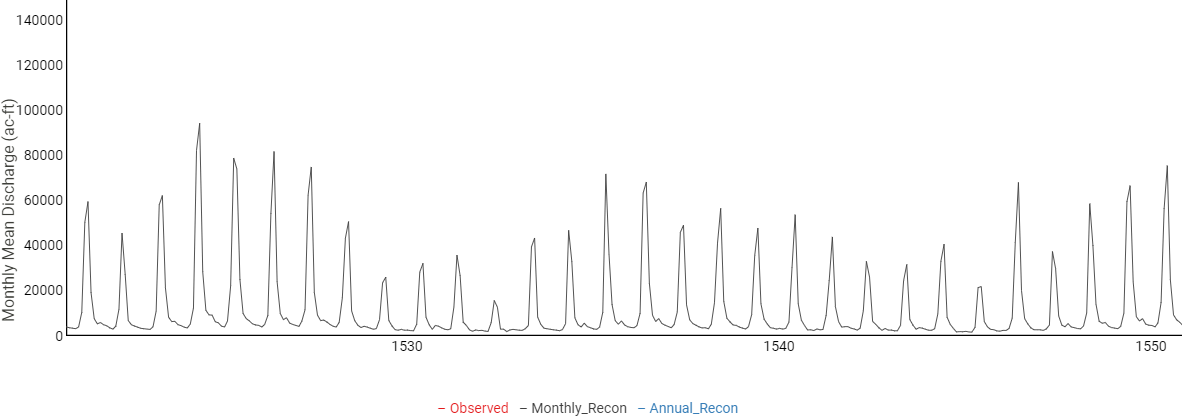 Monthly Mean Discharge (ac-ft)
140000
120000
100000
80000
60000
40000
20000
0
1530 1540 1550
– Observed – Monthly_Recon – Annual_Recon